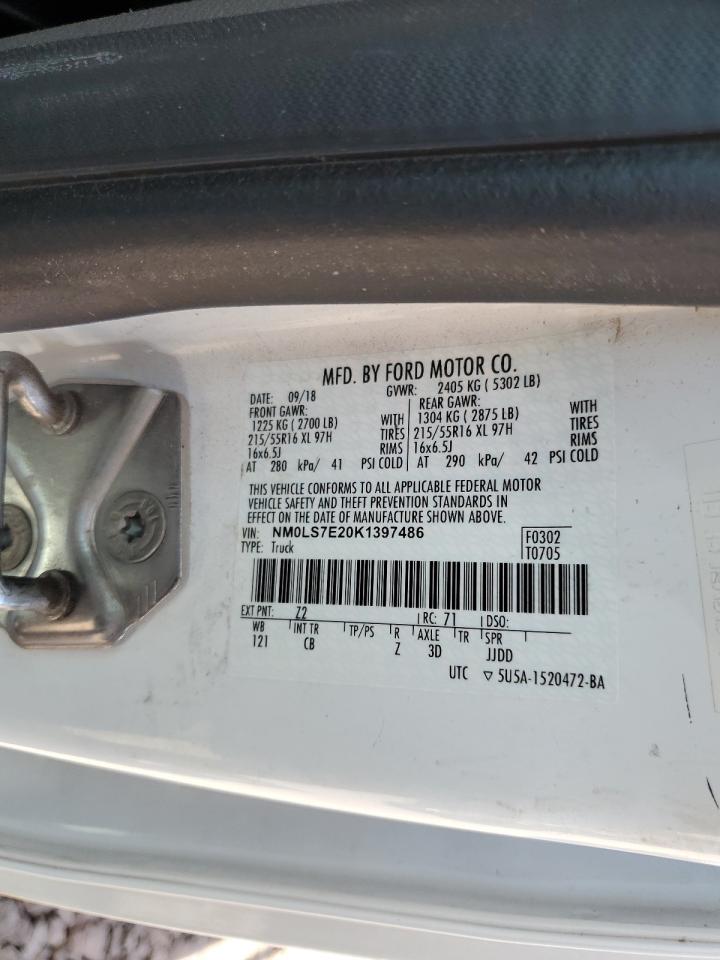 MFD. BY FORD MOTOR CO.
DATE: 09/18 GVWR: 2405 KG ( 5302 LB)
FRONT GAWR: REAR GAWR:
1225 KG ( 2700 LB) WITH 1304 KG ( 2875 LB) WITH
215/55R16 XL 97H TIRES 215/55R16 XL 97H TIRES
16x6.5J RIMS 16x6.5J RIMS
AT 280 kPa/ 41 PSI COLD AT 290 kPa/ 42 PSI COLD
THIS VEHICLE CONFORMS TO ALL APPLICABLE FEDERAL MOTOR
VEHICLE SAFETY AND THEFT PREVENTION STANDARDS IN
EFFECT ON THE DATE OF MANUFACTURE SHOWN ABOVE.
VIN: NM0LS7E20K1397486 F0302
TYPE: Truck T0705
EXT PNT: Z2 RC: 71 DSO:
WB INT TR TP/PS R AXLE TR SPR
121 CB Z 3D JJDD
UTC ▽ 5U5A-1520472-BA